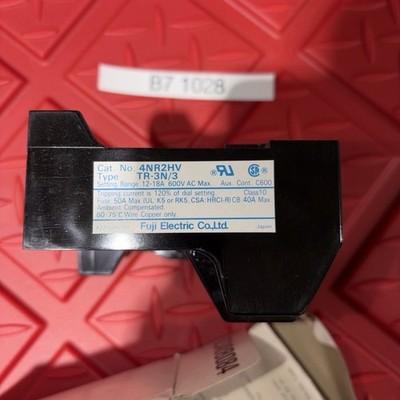 B7 1028
Cat. No. 4NR2HV
Type TR-3N/3
Setting Range: 12-18A 600V AC Max. Aux. Cont. C600
Tripping current is 120% of dial setting. Class10
Fuse: 50A Max (UL: K5 or RK5, CSA: HRCI-R) CB 40A Max
Ambient Compensated.
60/75°C Wire Copper only.
Fuji Electric Co.,Ltd. Japan